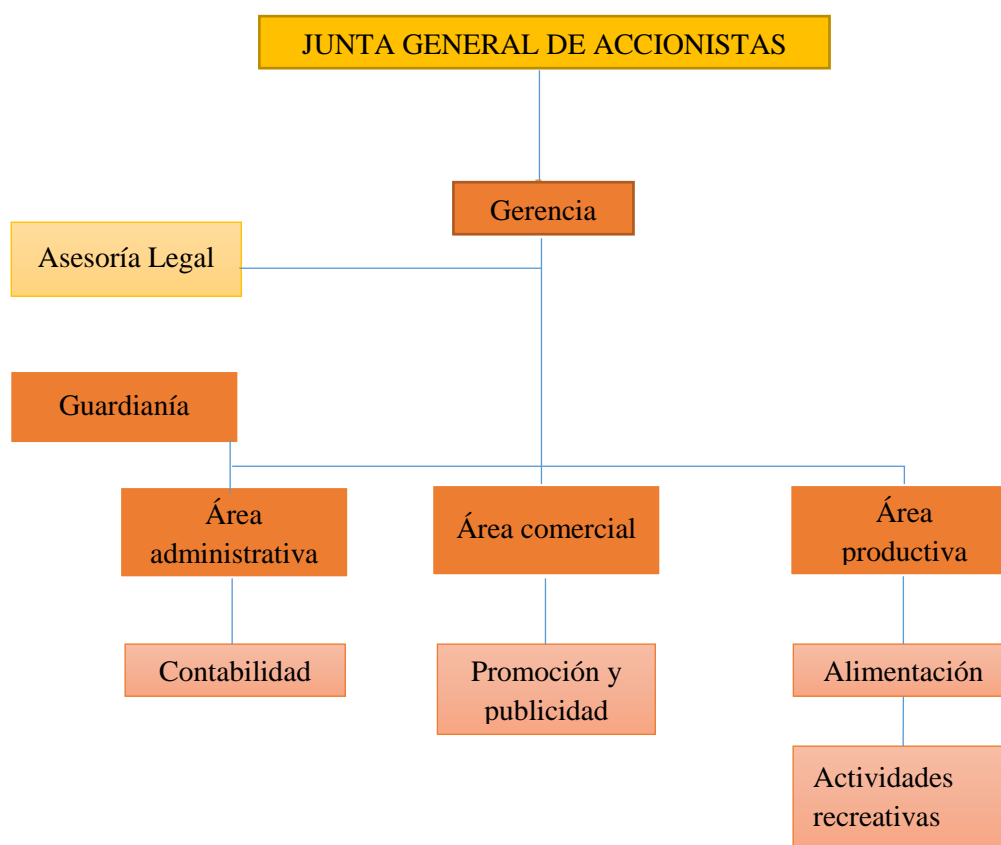 JUNTA GENERAL DE ACCIONISTAS
Gerencia
Asesoría Legal
Guardianía
Área
administrativa
Área comercial
Área
productiva
Contabilidad
Promoción y
publicidad
Alimentación
Actividades
recreativas